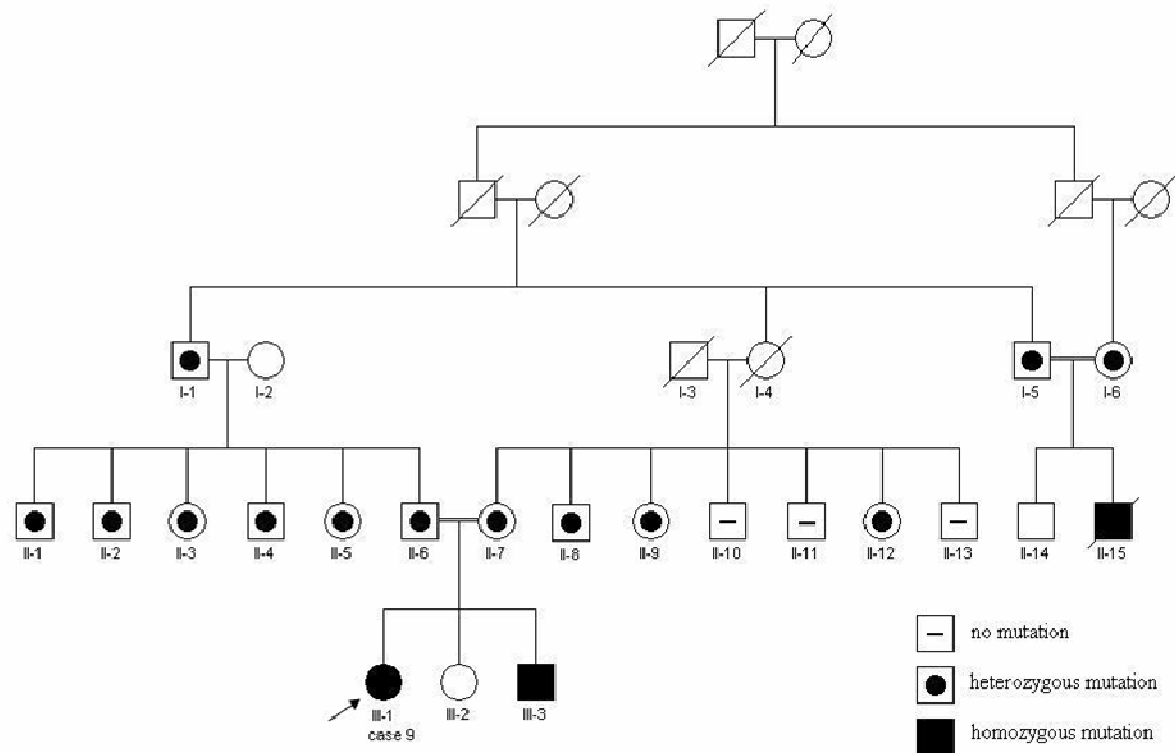 I-1 I-2 I-3 I-4 I-5 I-6
II-1 II-2 II-3 II-4 II-5 II-6 II-7 II-8 II-9 II-10 II-11 II-12 II-13 II-14 II-15
no mutation
heterozygous mutation
III-1 III-2 III-3
case 9
homozygous mutation